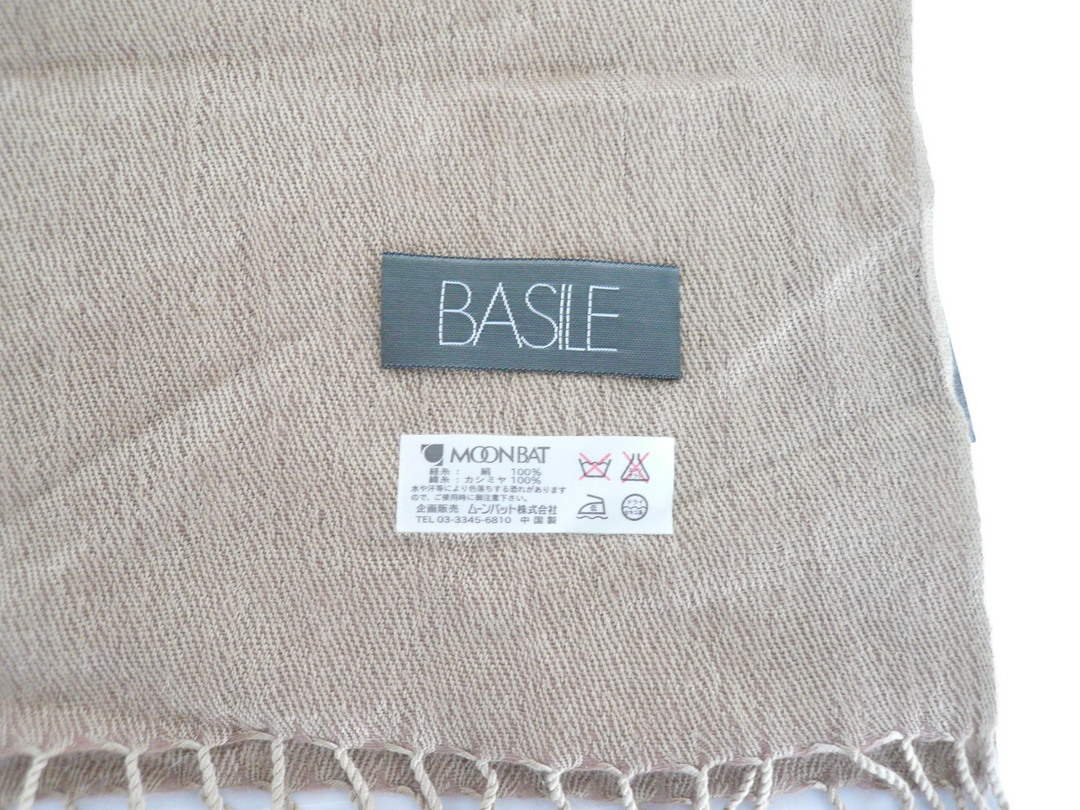 BASILE
MOONBAT
経糸: 絹 100%
緯糸: カシミヤ 100%
水や汗等により色落ちする恐れがあります
ので、ご使用時に御注意下さい。
企画販売 ムーンバット株式会社
TEL 03-3345-6810 中国製
ドライ